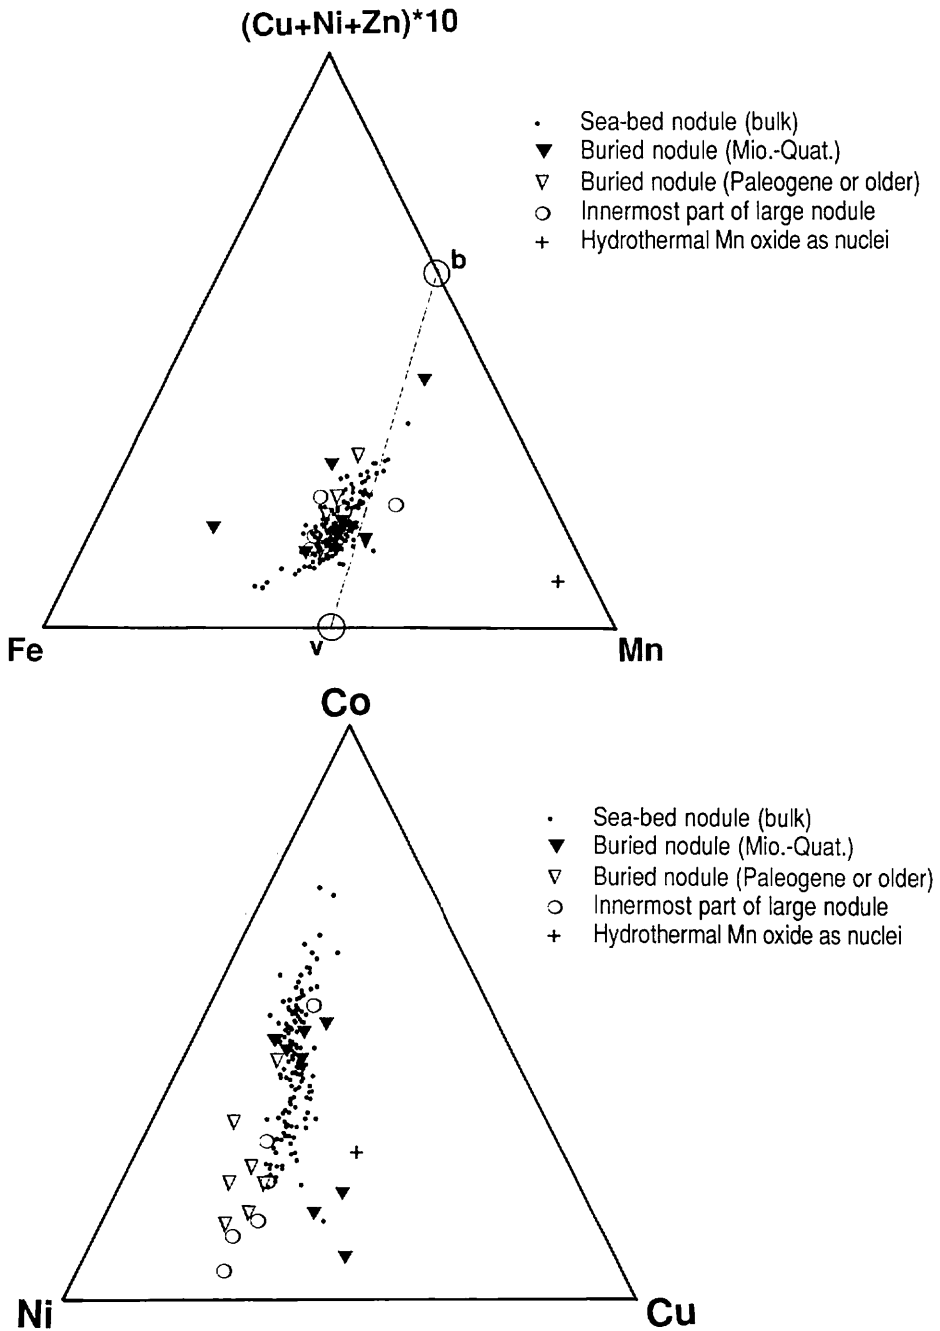 (Cu+Ni+Zn)*10
Sea-bed nodule (bulk)
Buried nodule (Mio.-Quat.)
Buried nodule (Paleogene or older)
Innermost part of large nodule
Hydrothermal Mn oxide as nuclei
b
v
Fe
Mn
Co
Sea-bed nodule (bulk)
Buried nodule (Mio.-Quat.)
Buried nodule (Paleogene or older)
Innermost part of large nodule
Hydrothermal Mn oxide as nuclei
Ni
Cu